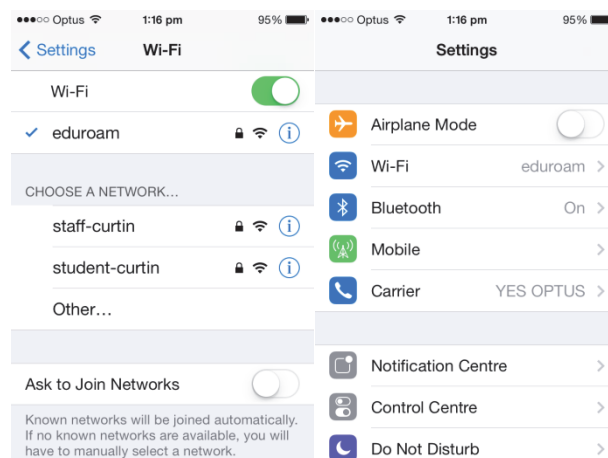 Optus 1:16 pm 95%
Settings Wi-Fi
Wi-Fi
eduroam
CHOOSE A NETWORK...
staff-curtin
student-curtin
Other...
Ask to Join Networks
Known networks will be joined automatically.
If no known networks are available, you will
have to manually select a network.
Optus 1:16 pm 95%
Settings
Airplane Mode
Wi-Fi eduroam
Bluetooth On
Mobile
Carrier YES OPTUS
Notification Centre
Control Centre
Do Not Disturb